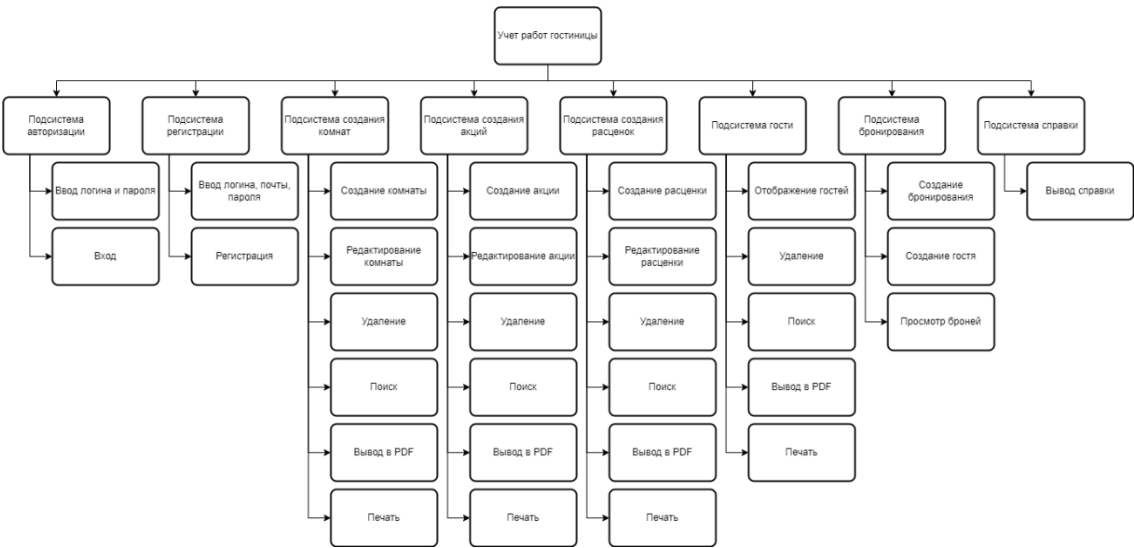 Учет работ гостиницы
Подсистема
авторизации
Подсистема
регистрации
Подсистема создания
комнат
Подсистема создания
акций
Подсистема создания
расценок
Подсистема гости
Подсистема
бронирования
Подсистема справки
Ввод логина и пароля
Вход
Ввод логина, почты,
пароля
Регистрация
Создание комнаты
Редактирование
комнаты
Удаление
Поиск
Вывод в PDF
Печать
Создание акции
Редактирование акции
Удаление
Поиск
Вывод в PDF
Печать
Создание расценки
Редактирование
расценки
Удаление
Поиск
Вывод в PDF
Печать
Отображение гостей
Удаление
Поиск
Вывод в PDF
Печать
Создание
бронирования
Создание гостя
Просмотр броней
Вывод справки